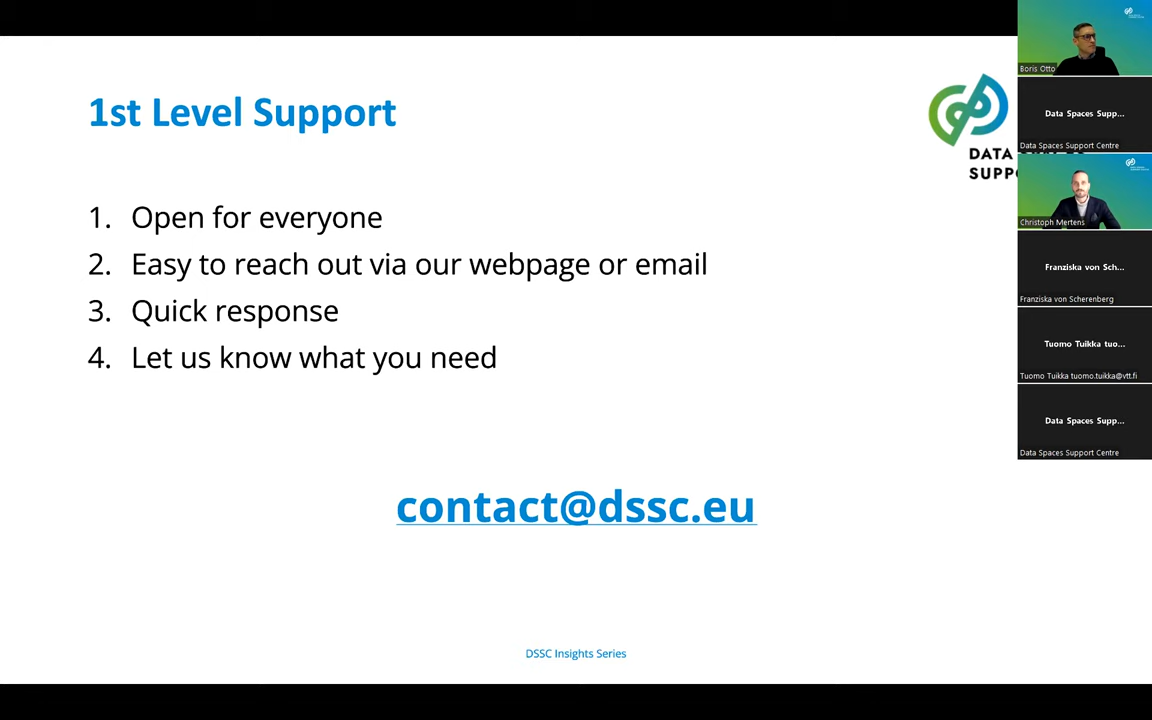 1st Level Support
DATA
SUPPO
1. Open for everyone
2. Easy to reach out via our webpage or email
3. Quick response
4. Let us know what you need
contact@dssc.eu
DSSC Insights Series
Boris Otto
Data Spaces Supp...
Data Spaces Support Centre
Christoph Mertens
Franziska von Sch...
Franziska von Scherenberg
Tuomo Tuikka tuo...
Tuomo Tuikka tuomo.tuikka@vtt.fi
Data Spaces Supp...
Data Spaces Support Centre